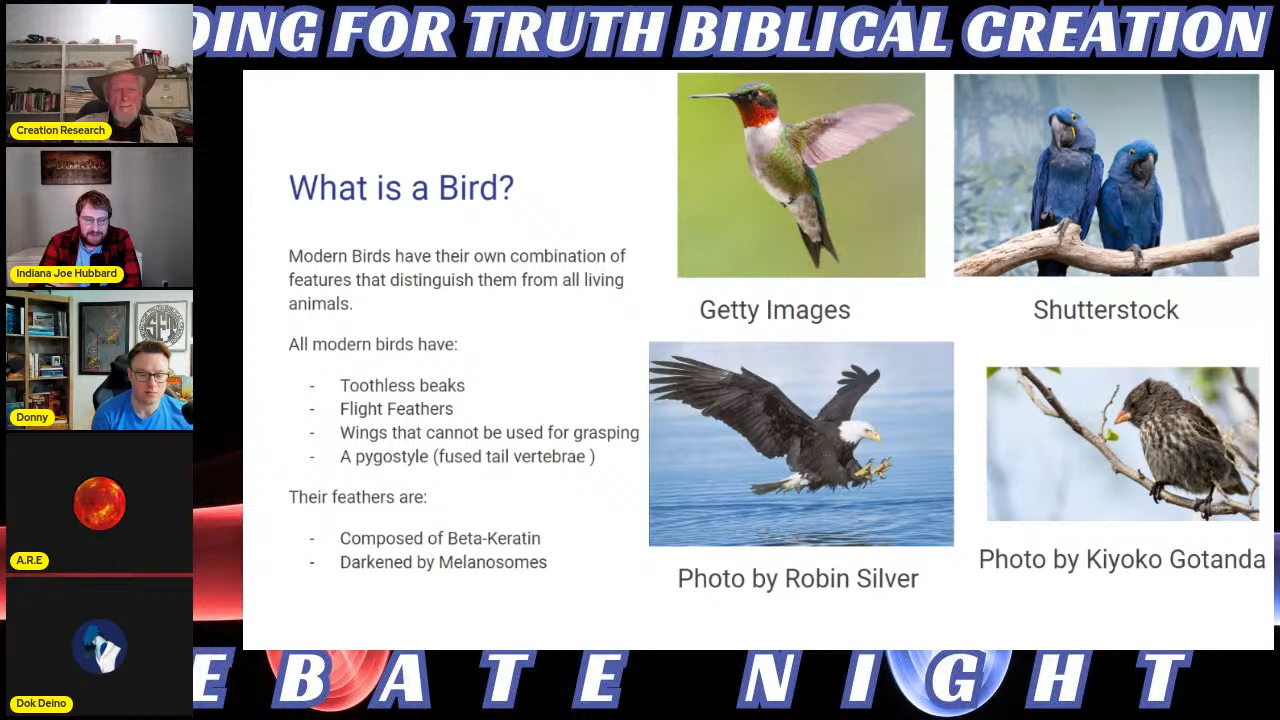 DING FOR TRUTH BIBLICAL CREATION
Creation Research
Indiana Joe Hubbard
Donny
A.R.E
Dok Deino
What is a Bird?
Modern Birds have their own combination of
features that distinguish them from all living
animals.
All modern birds have:
- Toothless beaks
- Flight Feathers
- Wings that cannot be used for grasping
- A pygostyle (fused tail vertebrae )
Their feathers are:
- Composed of Beta-Keratin
- Darkened by Melanosomes
Getty Images
Shutterstock
Photo by Robin Silver
Photo by Kiyoko Gotanda
EBATE NIGHT